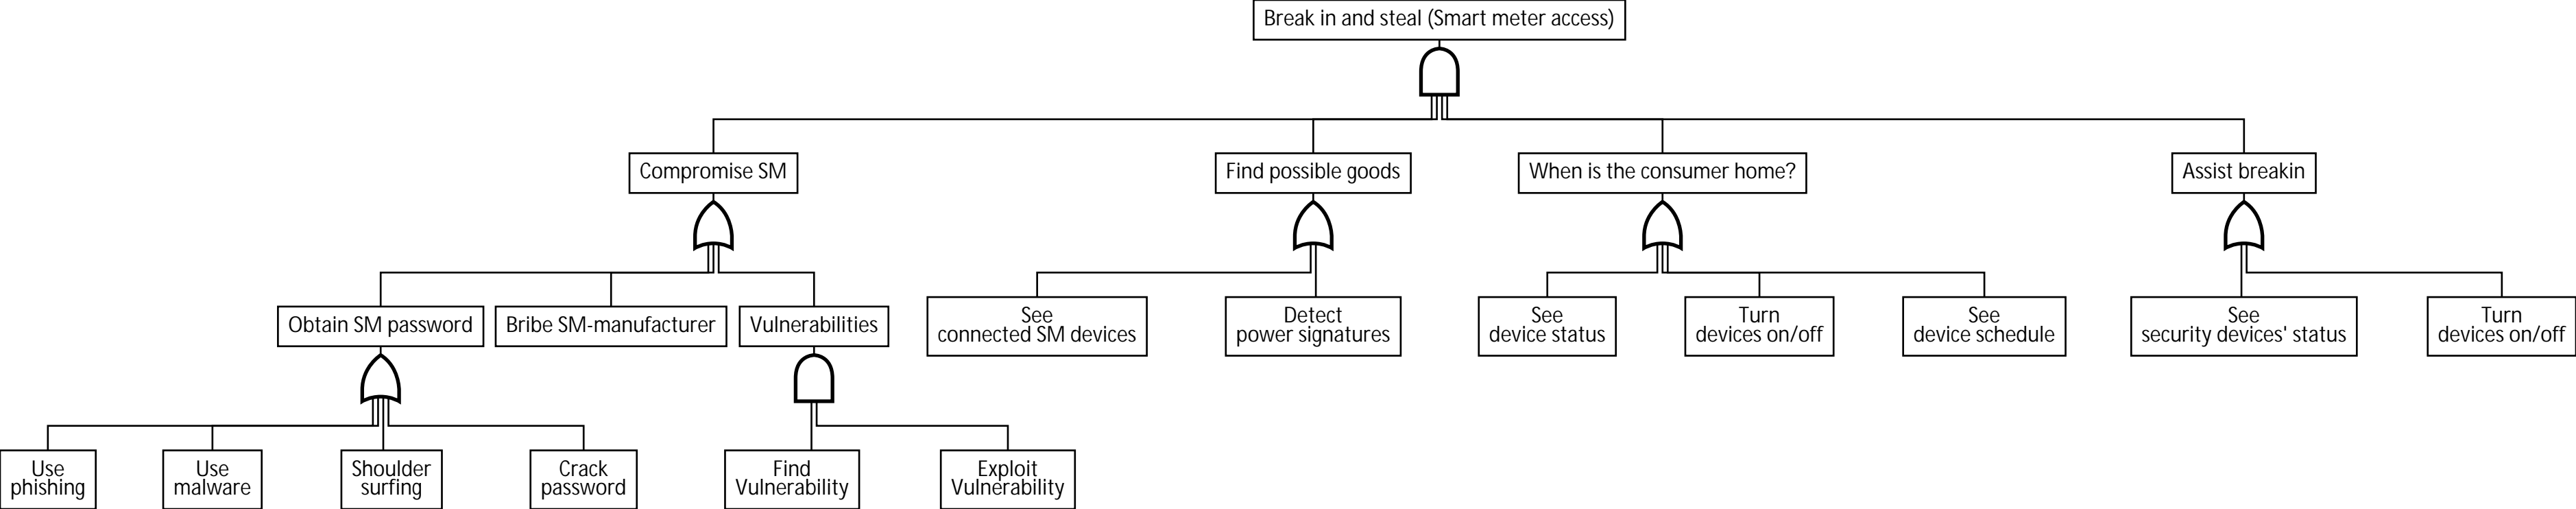 Break in and steal (Smart meter access)
Compromise SM
Find possible goods
When is the consumer home?
Assist breakin
Obtain SM password
Bribe SM-manufacturer
Vulnerabilities
See
connected SM devices
Detect
power signatures
See
device status
Turn
devices on/off
See
device schedule
See
security devices' status
Turn
devices on/off
Use
phishing
Use
malware
Shoulder
surfing
Crack
password
Find
Vulnerability
Exploit
Vulnerability